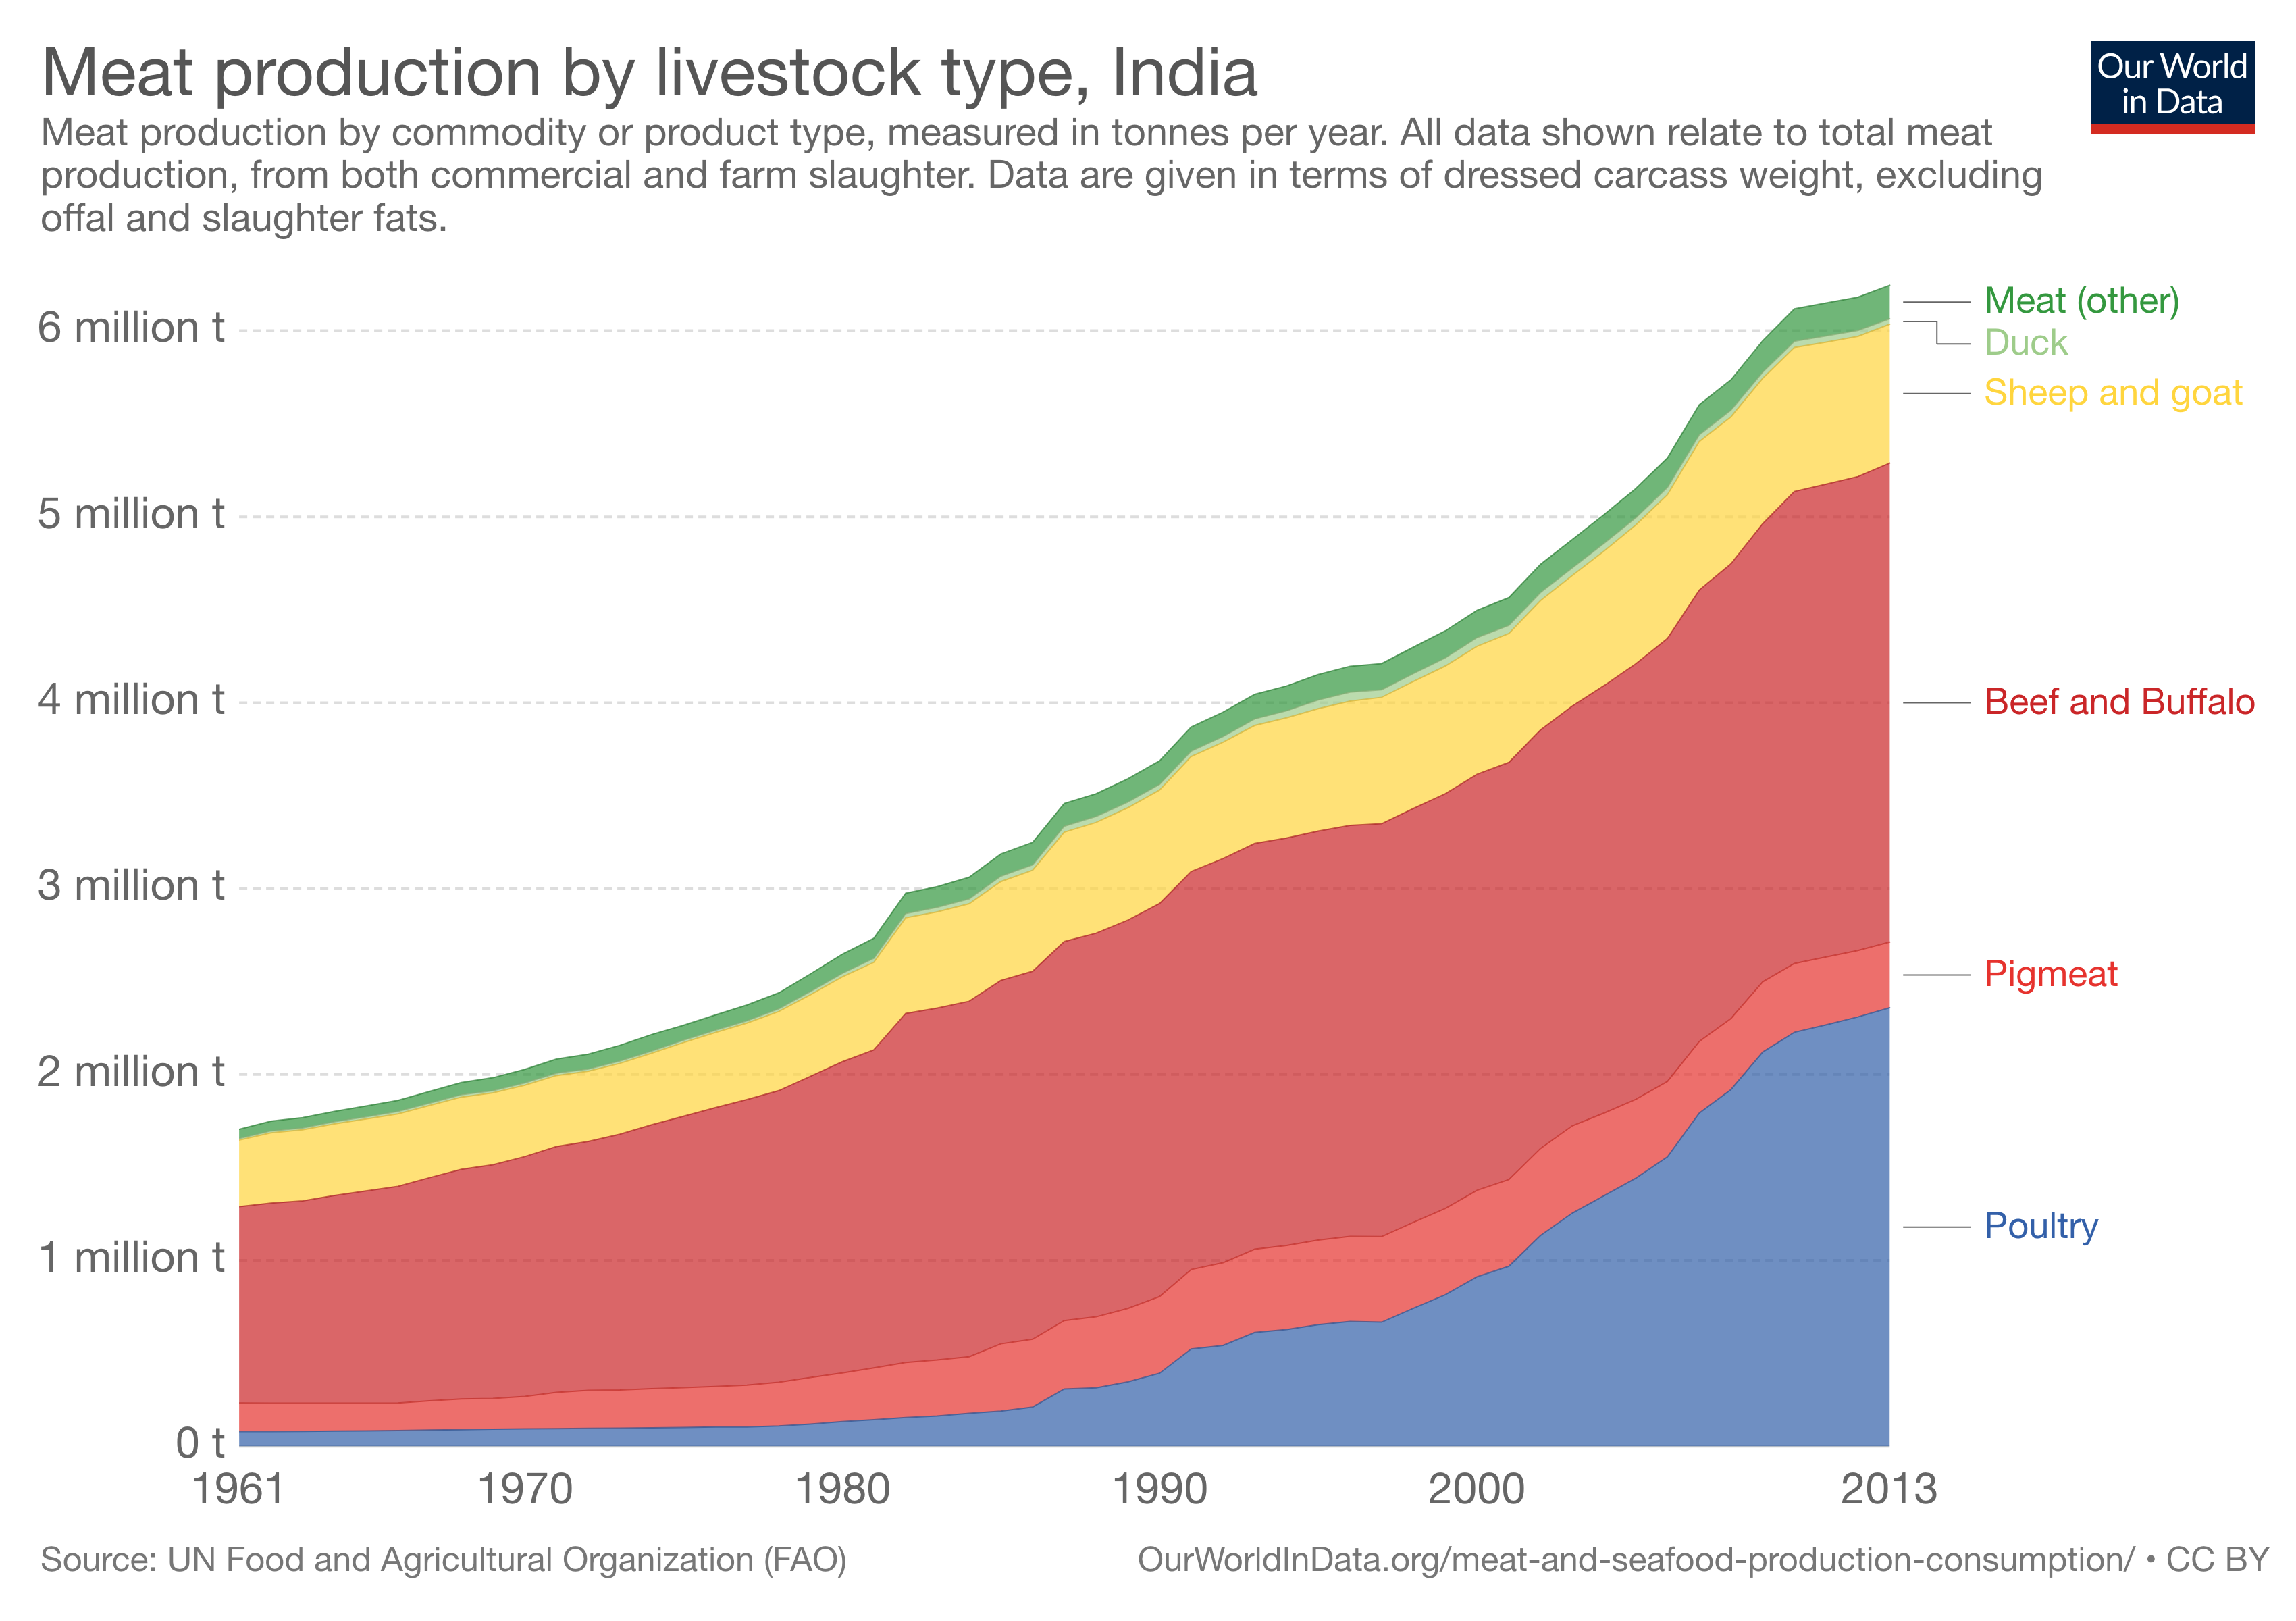 Meat production by livestock type, India
Our World
in Data
Meat production by commodity or product type, measured in tonnes per year. All data shown relate to total meat
production, from both commercial and farm slaughter. Data are given in terms of dressed carcass weight, excluding
offal and slaughter fats.
6 million t
5 million t
4 million t
3 million t
2 million t
1 million t
0 t
Meat (other)
Duck
Sheep and goat
Beef and Buffalo
Pigmeat
Poultry
1961
1970
1980
1990
2000
2013
Source: UN Food and Agricultural Organization (FAO)
OurWorldInData.org/meat-and-seafood-production-consumption/ • CC BY